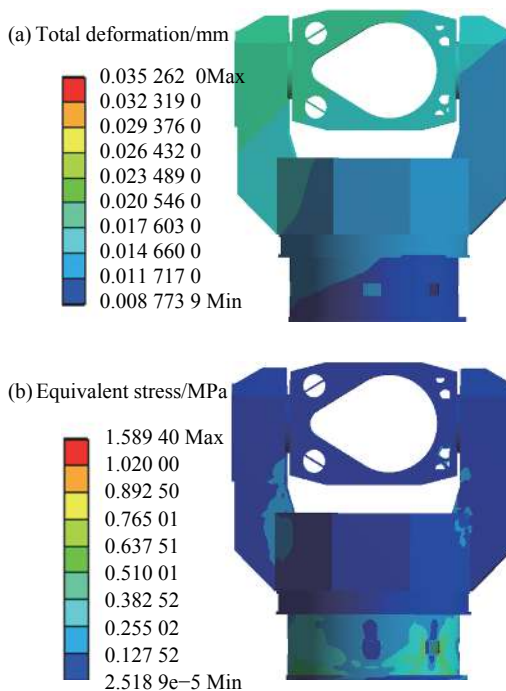 (a) Total deformation/mm
0.035 262 0Max
0.032 319 0
0.029 376 0
0.026 432 0
0.023 489 0
0.020 546 0
0.017 603 0
0.014 660 0
0.011 717 0
0.008 773 9 Min
(b) Equivalent stress/MPa
1.589 40 Max
1.020 00
0.892 50
0.765 01
0.637 51
0.510 01
0.382 52
0.255 02
0.127 52
2.518 9e−5 Min